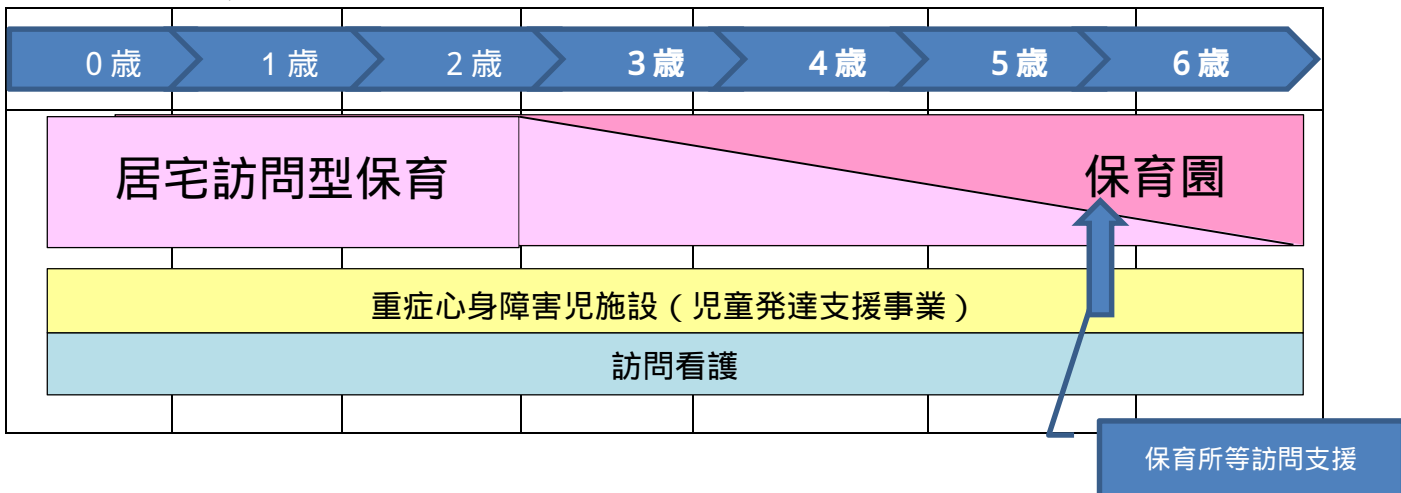 0歳 1歳 2歳 3歳 4歳 5歳 6歳
居宅訪問型保育 保育園
重症心身障害児施設（児童発達支援事業）
訪問看護
保育所等訪問支援